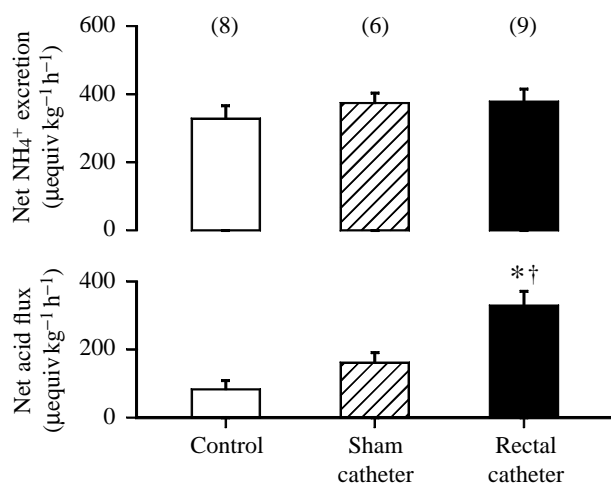 (8) (6) (9)
Net NH₄⁺ excretion
(µequiv kg⁻¹ h⁻¹)
600
400
200
0
*†
Net acid flux
(µequiv kg⁻¹ h⁻¹)
400
200
0
Control Sham catheter Rectal catheter